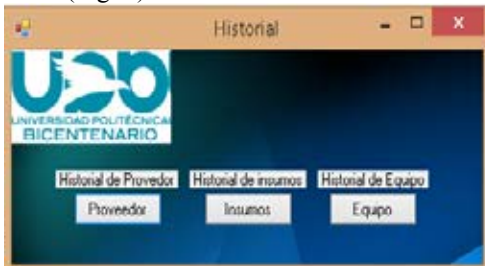 Historial
UPB
UNIVERSIDAD POLITÉCNICA
BICENTENARIO
Historial de Provedor Historial de insumos Historial de Equipo
Proveedor Insumos Equipo